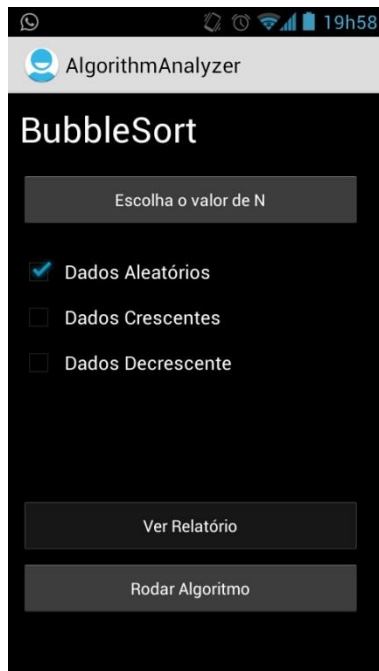 19h58
AlgorithmAnalyzer
BubbleSort
Escolha o valor de N
Dados Aleatórios
Dados Crescentes
Dados Decrescente
Ver Relatório
Rodar Algoritmo